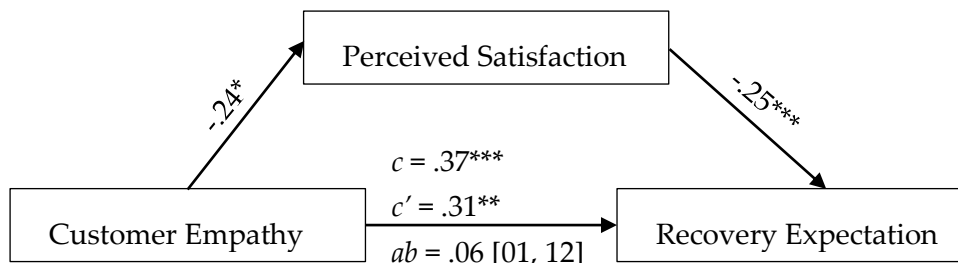 Perceived Satisfaction
-.24*
-.25***
c = .37***
c’ = .31**
Customer Empathy
Recovery Expectation
ab = .06 [01, 12]